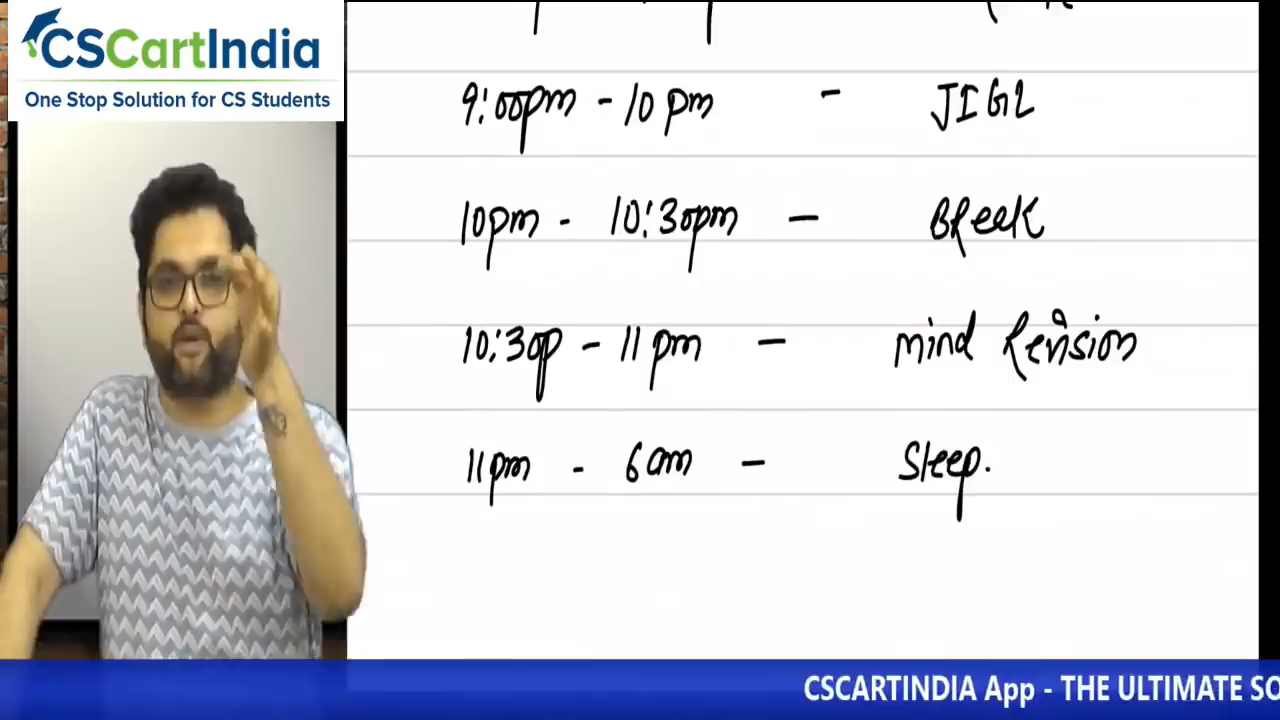 CSCartIndia
One Stop Solution for CS Students
9:00pm - 10 pm - JIGL
10pm - 10:30pm - Break
10:30p - 11 pm - mind Revision
11pm - 6am - Sleep.
CSCARTINDIA App - THE ULTIMATE SO